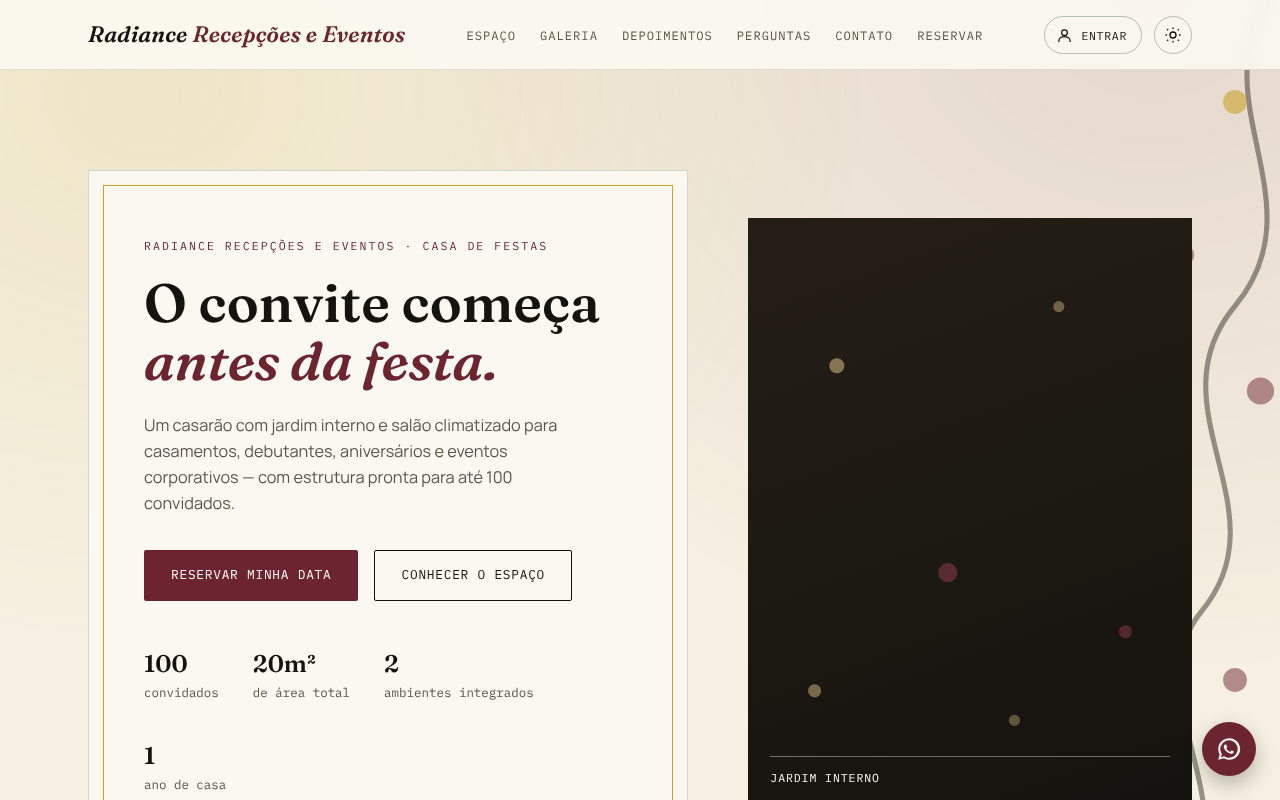 Radiance Recepções e Eventos
ESPAÇO GALERIA DEPOIMENTOS PERGUNTAS CONTATO RESERVAR
ENTRAR
RADIANCE RECEPÇÕES E EVENTOS · CASA DE FESTAS
O convite começa
antes da festa.
Um casarão com jardim interno e salão climatizado para
casamentos, debutantes, aniversários e eventos
corporativos — com estrutura pronta para até 100
convidados.
RESERVAR MINHA DATA
CONHECER O ESPAÇO
100 20m² 2
convidados de área total ambientes integrados
1
ano de casa
JARDIM INTERNO